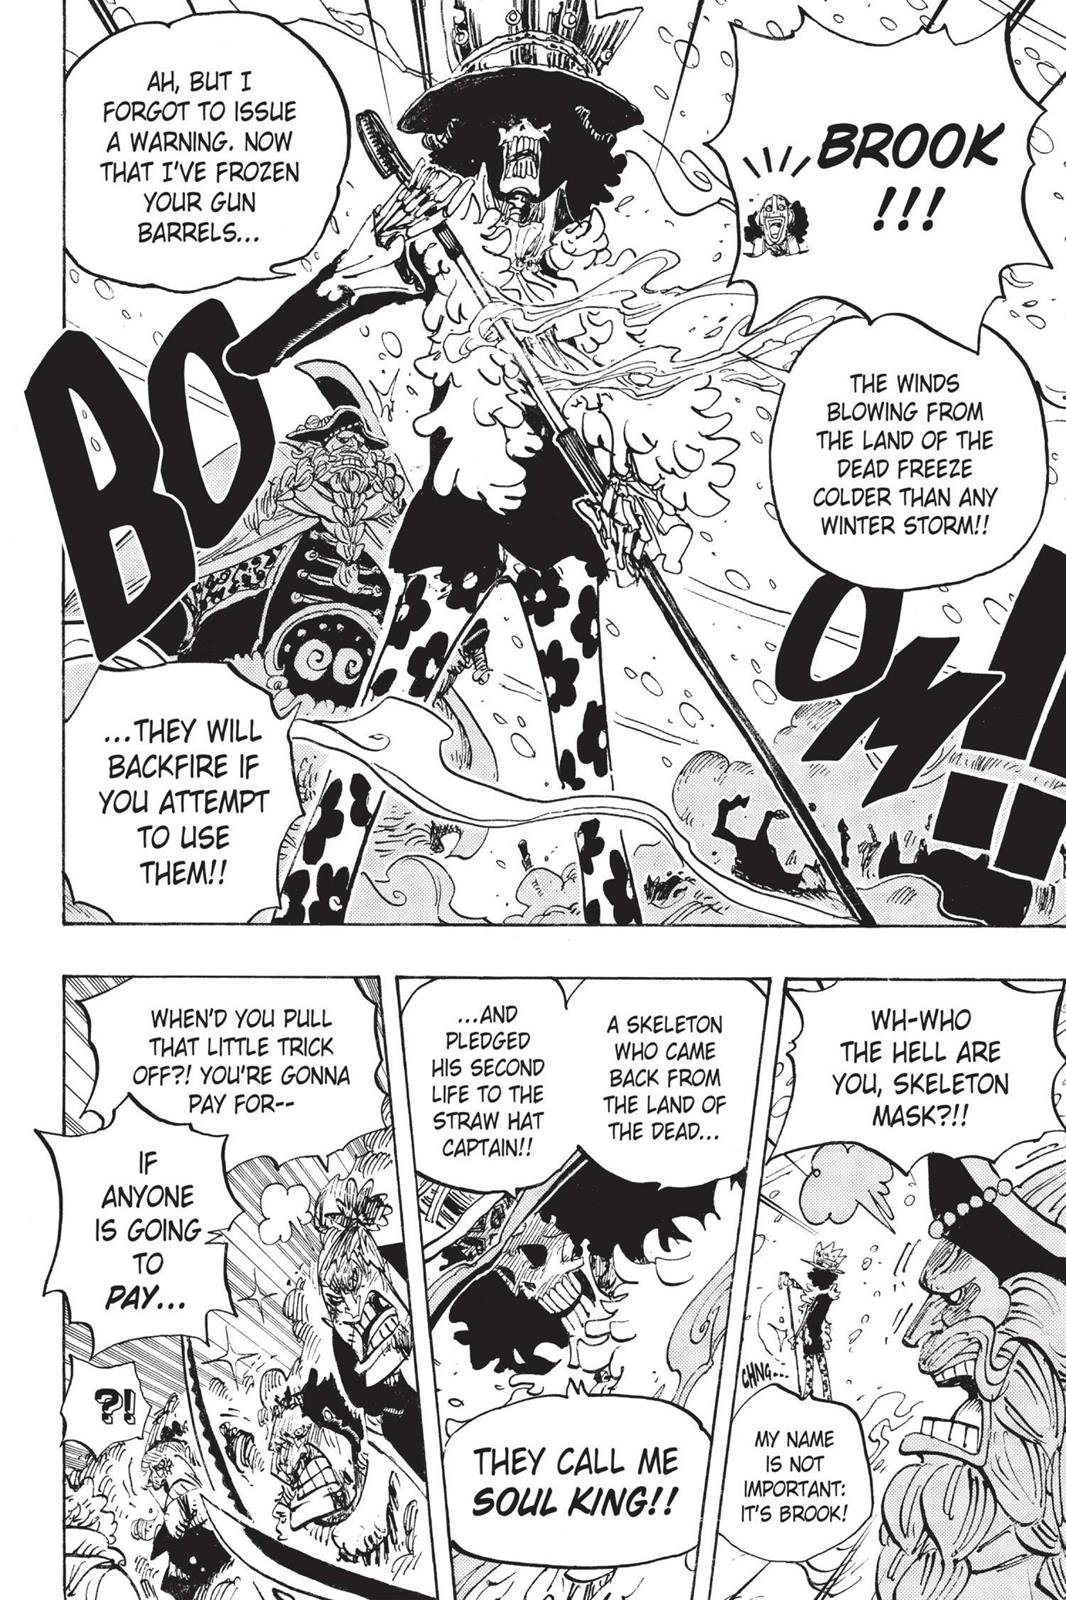 BROOK
!!!
THE WINDS
BLOWING FROM
THE LAND OF THE
DEAD FREEZE
COLDER THAN ANY
WINTER STORM!!
AH, BUT I
FORGOT TO ISSUE
A WARNING. NOW
THAT I'VE FROZEN
YOUR GUN
BARRELS...
BOOM!!
...THEY WILL
BACKFIRE IF
YOU ATTEMPT
TO USE
THEM!!
WH-WHO
THE HELL ARE
YOU, SKELETON
MASK?!!
CHNG...
MY NAME
IS NOT
IMPORTANT:
IT'S BROOK!
A SKELETON
WHO CAME
BACK FROM
THE LAND OF
THE DEAD...
...AND
PLEDGED
HIS SECOND
LIFE TO THE
STRAW HAT
CAPTAIN!!
THEY CALL ME
SOUL KING!!
WHEN'D YOU PULL
THAT LITTLE TRICK
OFF?! YOU'RE GONNA
PAY FOR--
IF
ANYONE
IS GOING
TO
PAY...
?!